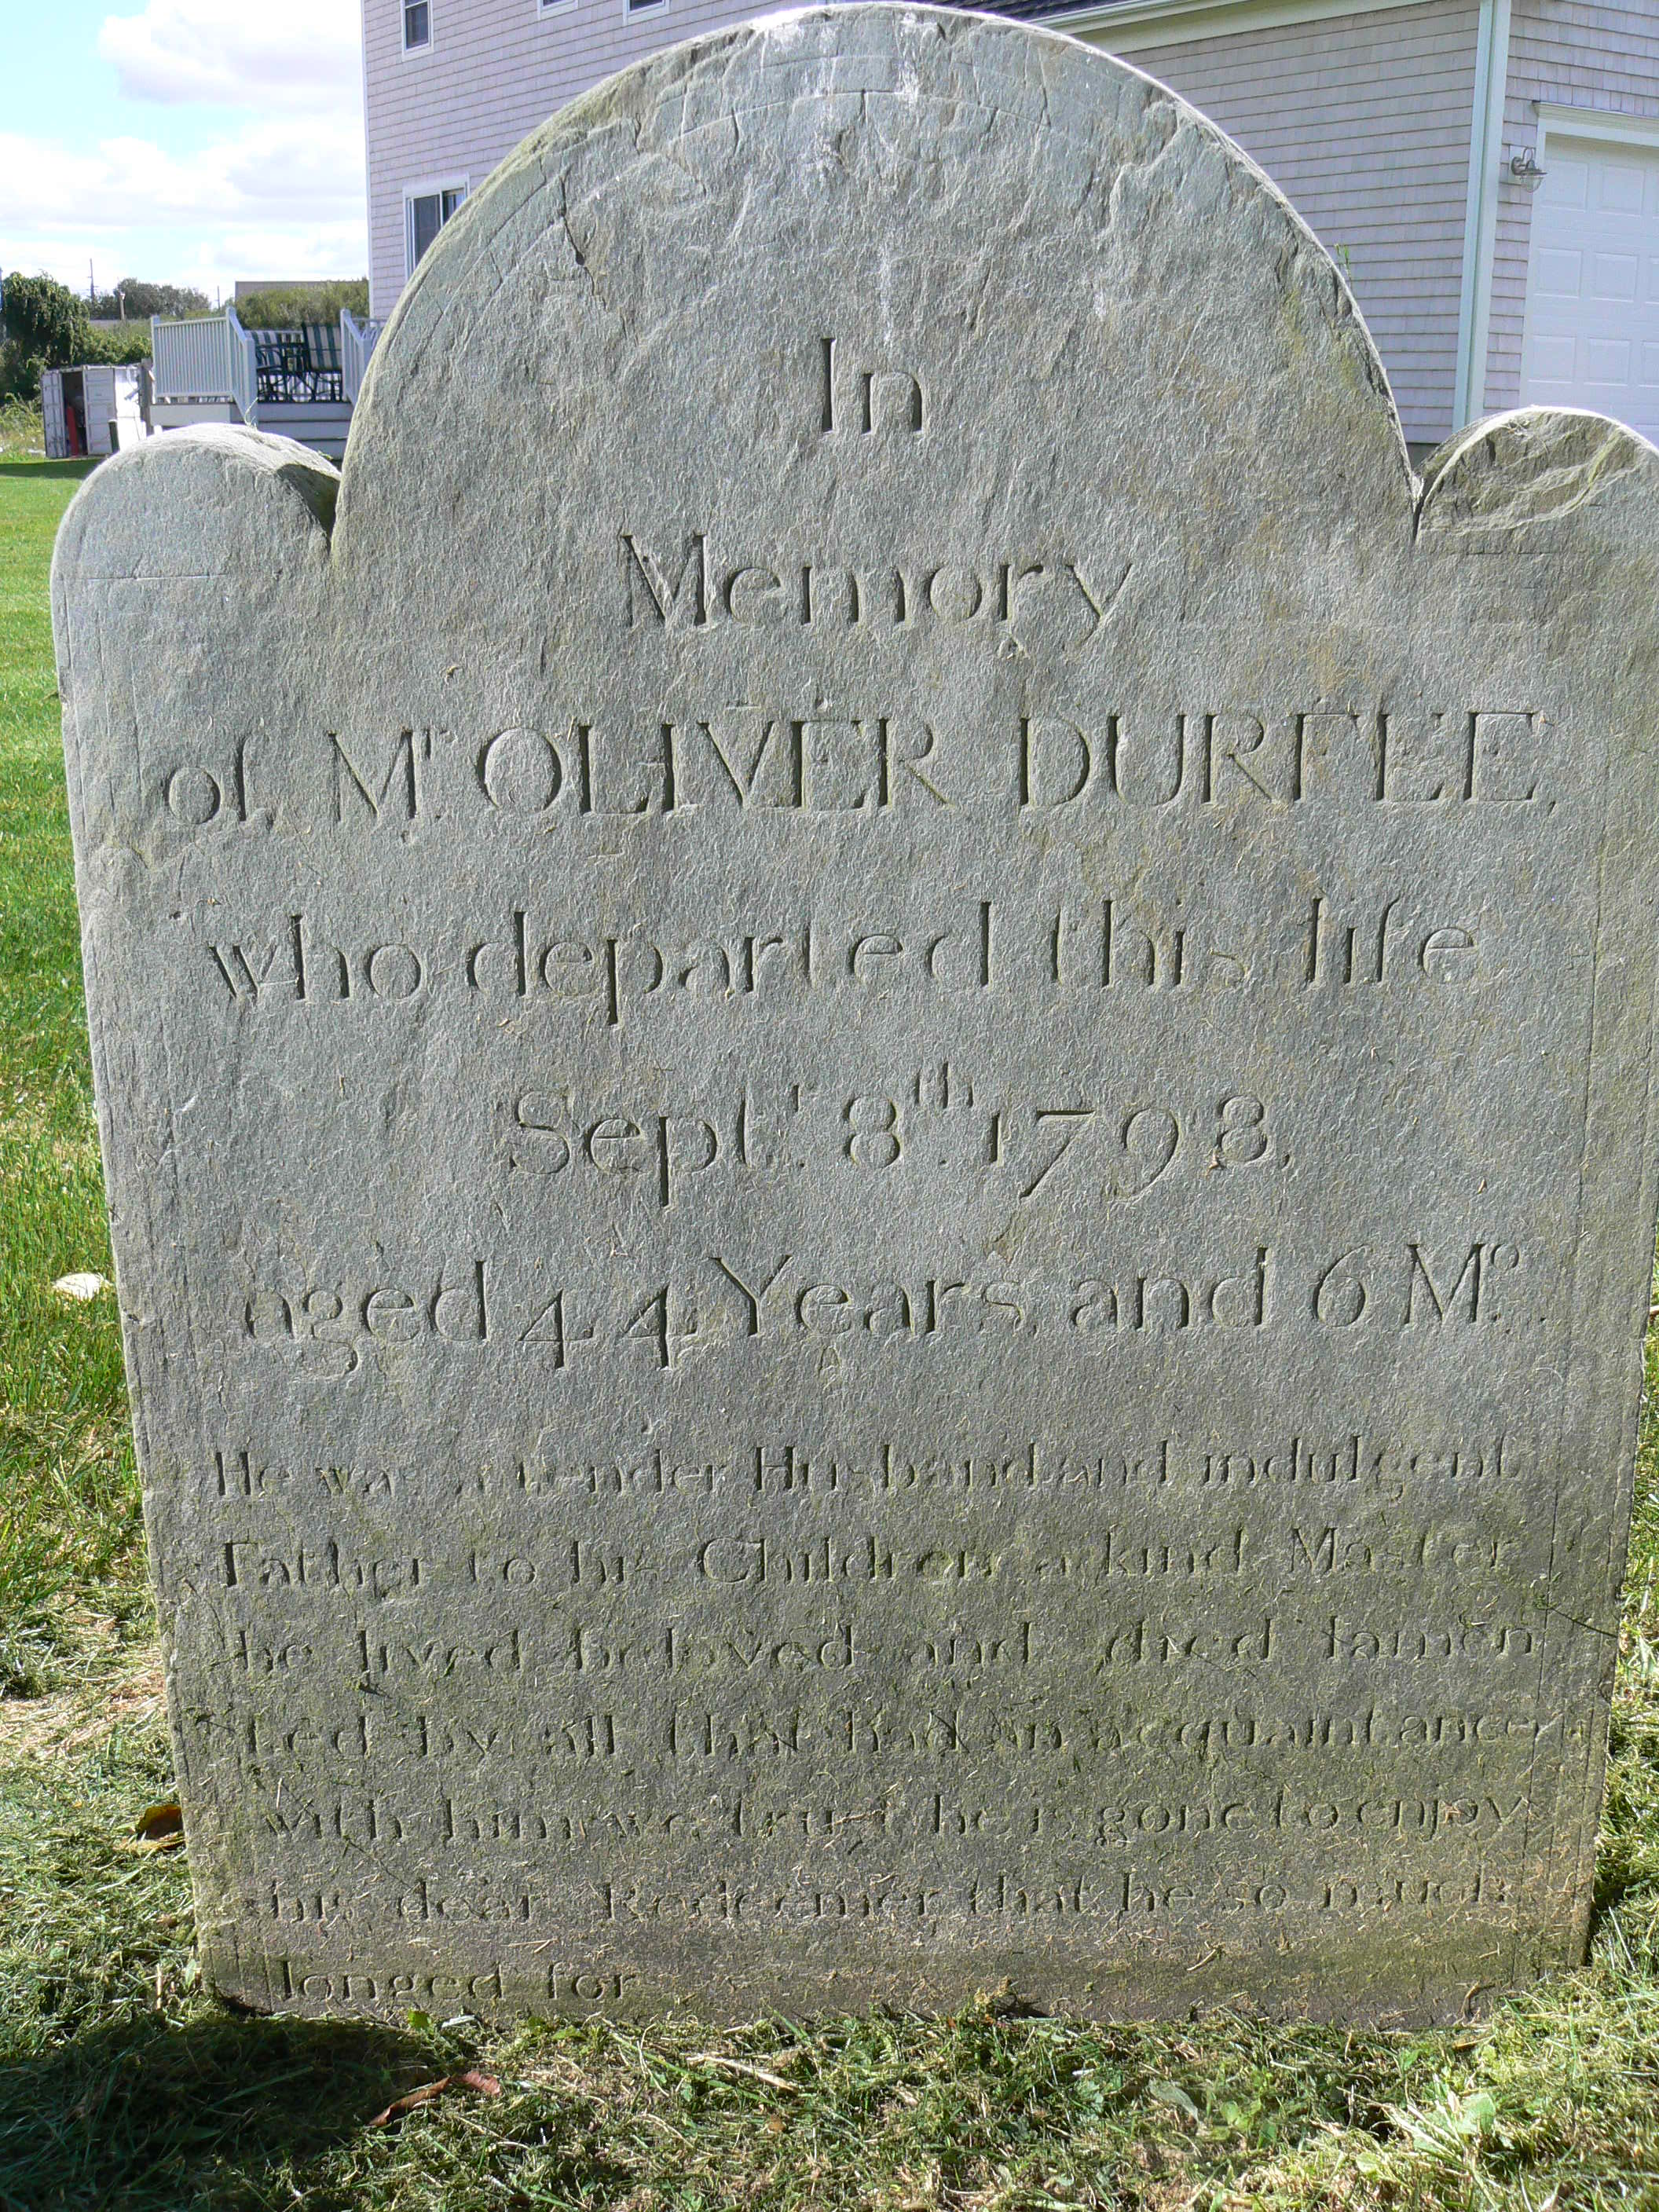 In
Memory
of Mr. OLIVER DURFEE,
who departed this life
Sept. 8th. 1798,
aged 44 Years, and 6 Mo.
He was a tender Husband and indulgent
Father to his Children a kind Master
he lived beloved and died lamen
ted by all that had an acquaintance
with him we trust he is gone to enjoy
his dear Redeemer that he so much
longed for